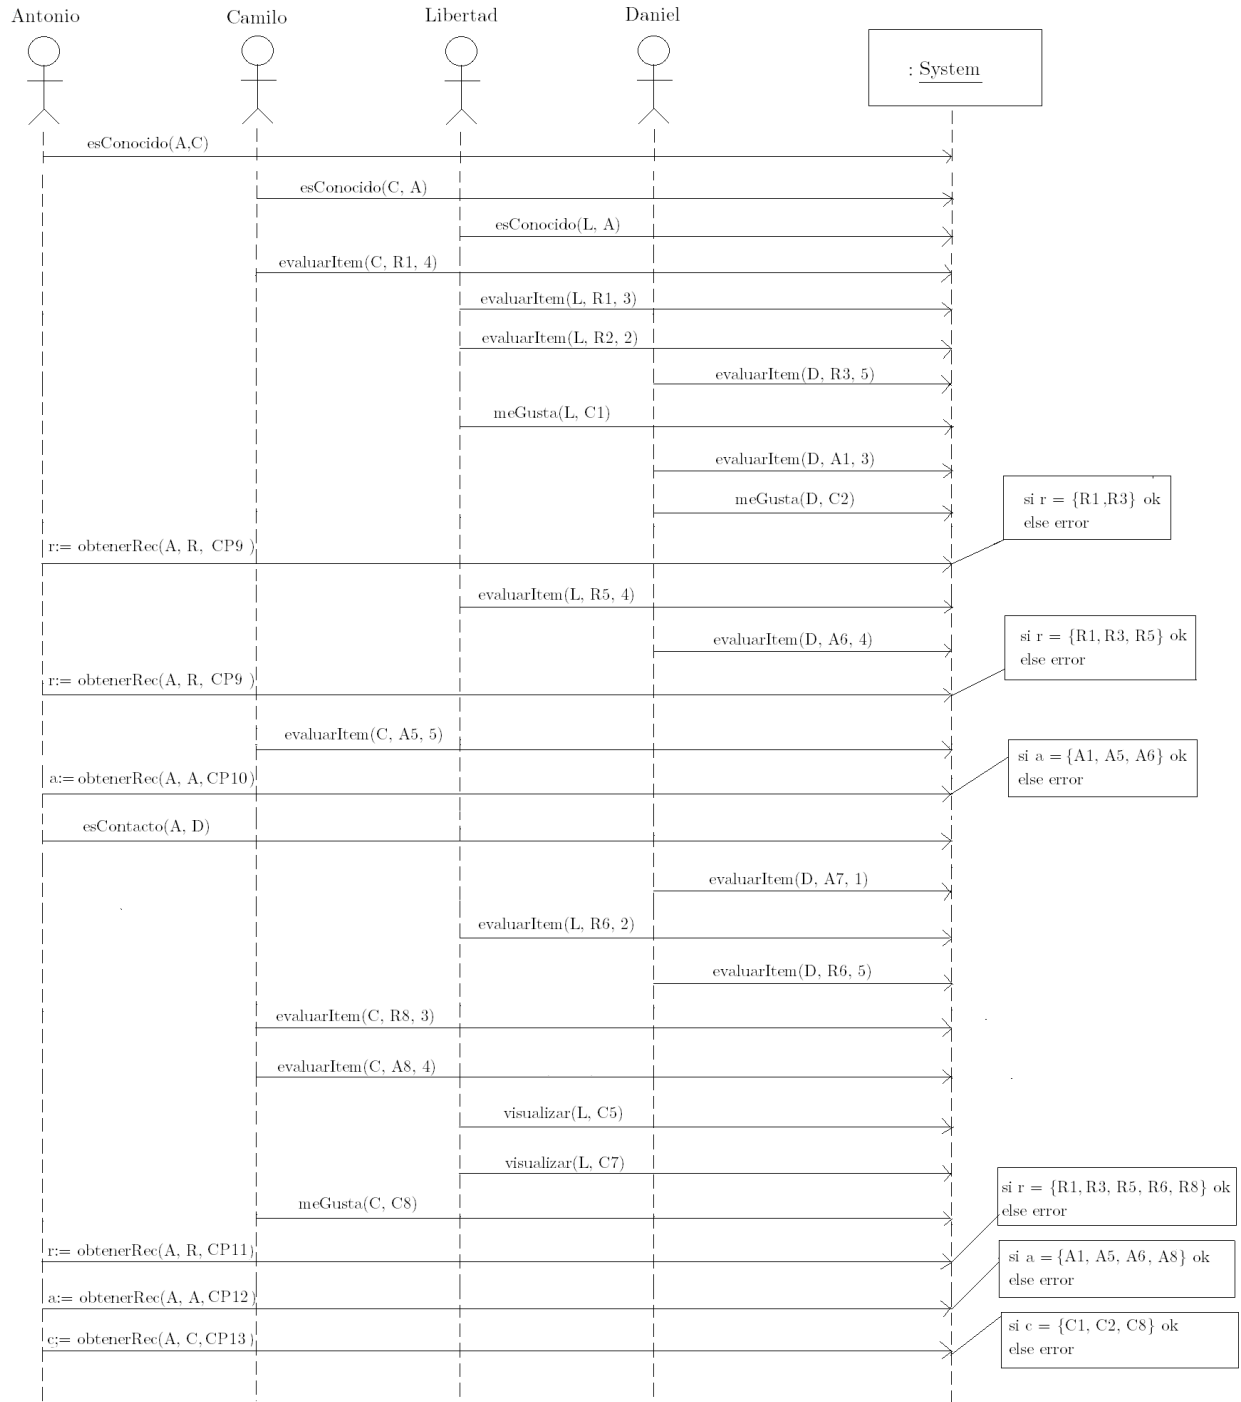 Antonio
Camilo
Libertad
Daniel
: System
esConocido(A,C)
esConocido(C, A)
esConocido(L, A)
evaluarItem(C, R1, 4)
evaluarItem(L, R1, 3)
evaluarItem(L, R2, 2)
evaluarItem(D, R3, 5)
meGusta(L, C1)
evaluarItem(D, A1, 3)
meGusta(D, C2)
si r = {R1,R3} ok
else error
r:= obtenerRec(A, R, CP9 )
evaluarItem(L, R5, 4)
evaluarItem(D, A6, 4)
si r = {R1, R3, R5} ok
else error
r:= obtenerRec(A, R, CP9 )
evaluarItem(C, A5, 5)
si a = {A1, A5, A6} ok
else error
a:= obtenerRec(A, A, CP10)
esContacto(A, D)
evaluarItem(D, A7, 1)
evaluarItem(L, R6, 2)
evaluarItem(D, R6, 5)
evaluarItem(C, R8, 3)
evaluarItem(C, A8, 4)
visualizar(L, C5)
visualizar(L, C7)
meGusta(C, C8)
si r = {R1, R3, R5, R6, R8} ok
else error
r:= obtenerRec(A, R, CP11)
si a = {A1, A5, A6, A8} ok
else error
a:= obtenerRec(A, A, CP12)
si c = {C1, C2, C8} ok
else error
c:= obtenerRec(A, C, CP13)